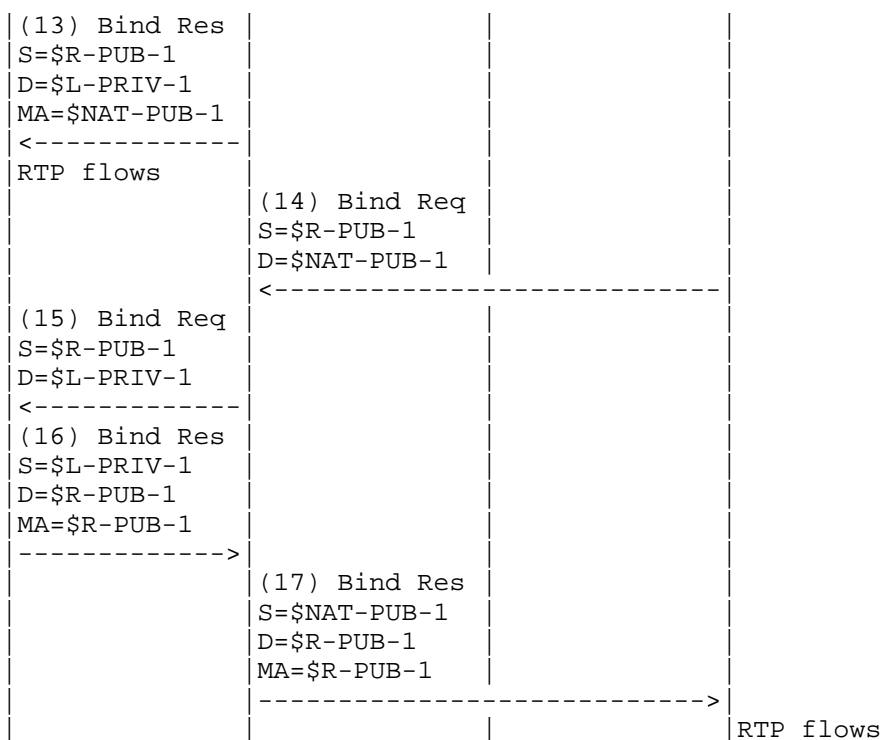 |(13) Bind Res |              |              |
|S=$R-PUB-1    |              |              |
|D=$L-PRIV-1   |              |              |
|MA=$NAT-PUB-1 |              |              |
|<-------------|              |              |
|RTP flows     |              |              |
|              |(14) Bind Req |              |
|              |S=$R-PUB-1    |              |
|              |D=$NAT-PUB-1  |              |
|              |<----------------------------|
|(15) Bind Req |              |              |
|S=$R-PUB-1    |              |              |
|D=$L-PRIV-1   |              |              |
|<-------------|              |              |
|(16) Bind Res |              |              |
|S=$L-PRIV-1   |              |              |
|D=$R-PUB-1    |              |              |
|MA=$R-PUB-1   |              |              |
|------------->|              |              |
|              |(17) Bind Res |              |
|              |S=$NAT-PUB-1  |              |
|              |D=$R-PUB-1    |              |
|              |MA=$R-PUB-1   |              |
|              |---------------------------->|
|              |              |              |RTP flows